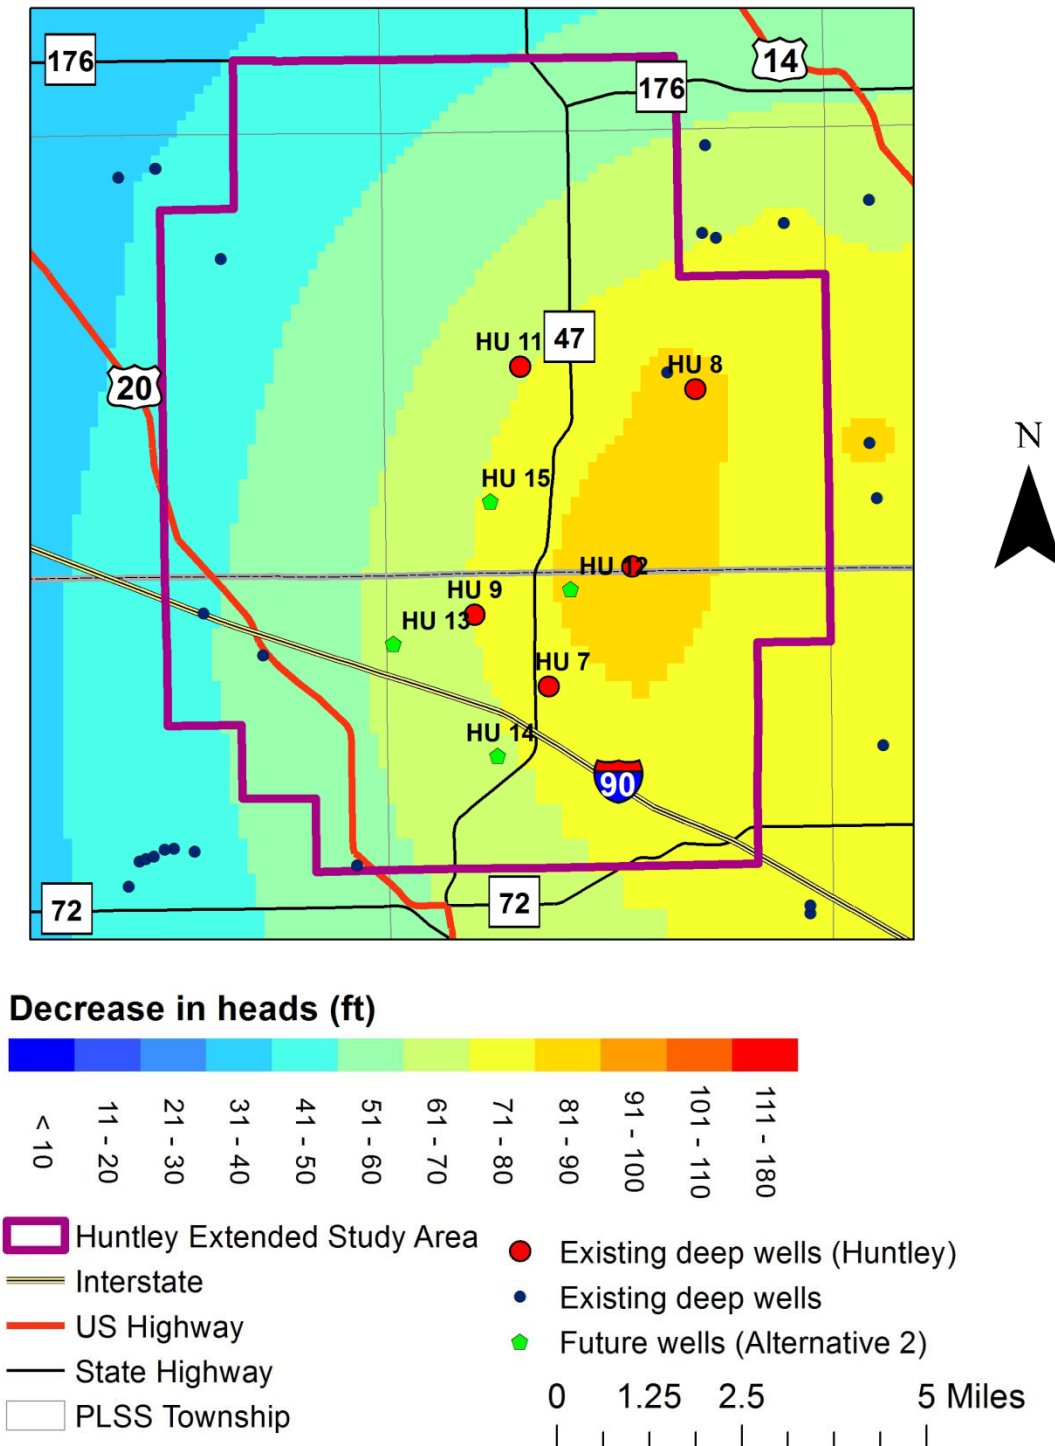 176
14
176
HU 11
47
HU 8
20
HU 15
N
HU 12
HU 9
HU 13
HU 7
HU 14
90
72
72
Decrease in heads (ft)
< 10
11 - 20
21 - 30
31 - 40
41 - 50
51 - 60
61 - 70
71 - 80
81 - 90
91 - 100
101 - 110
111 - 180
Huntley Extended Study Area
Interstate
US Highway
State Highway
PLSS Township
Existing deep wells (Huntley)
Existing deep wells
Future wells (Alternative 2)
0 1.25 2.5 5 Miles